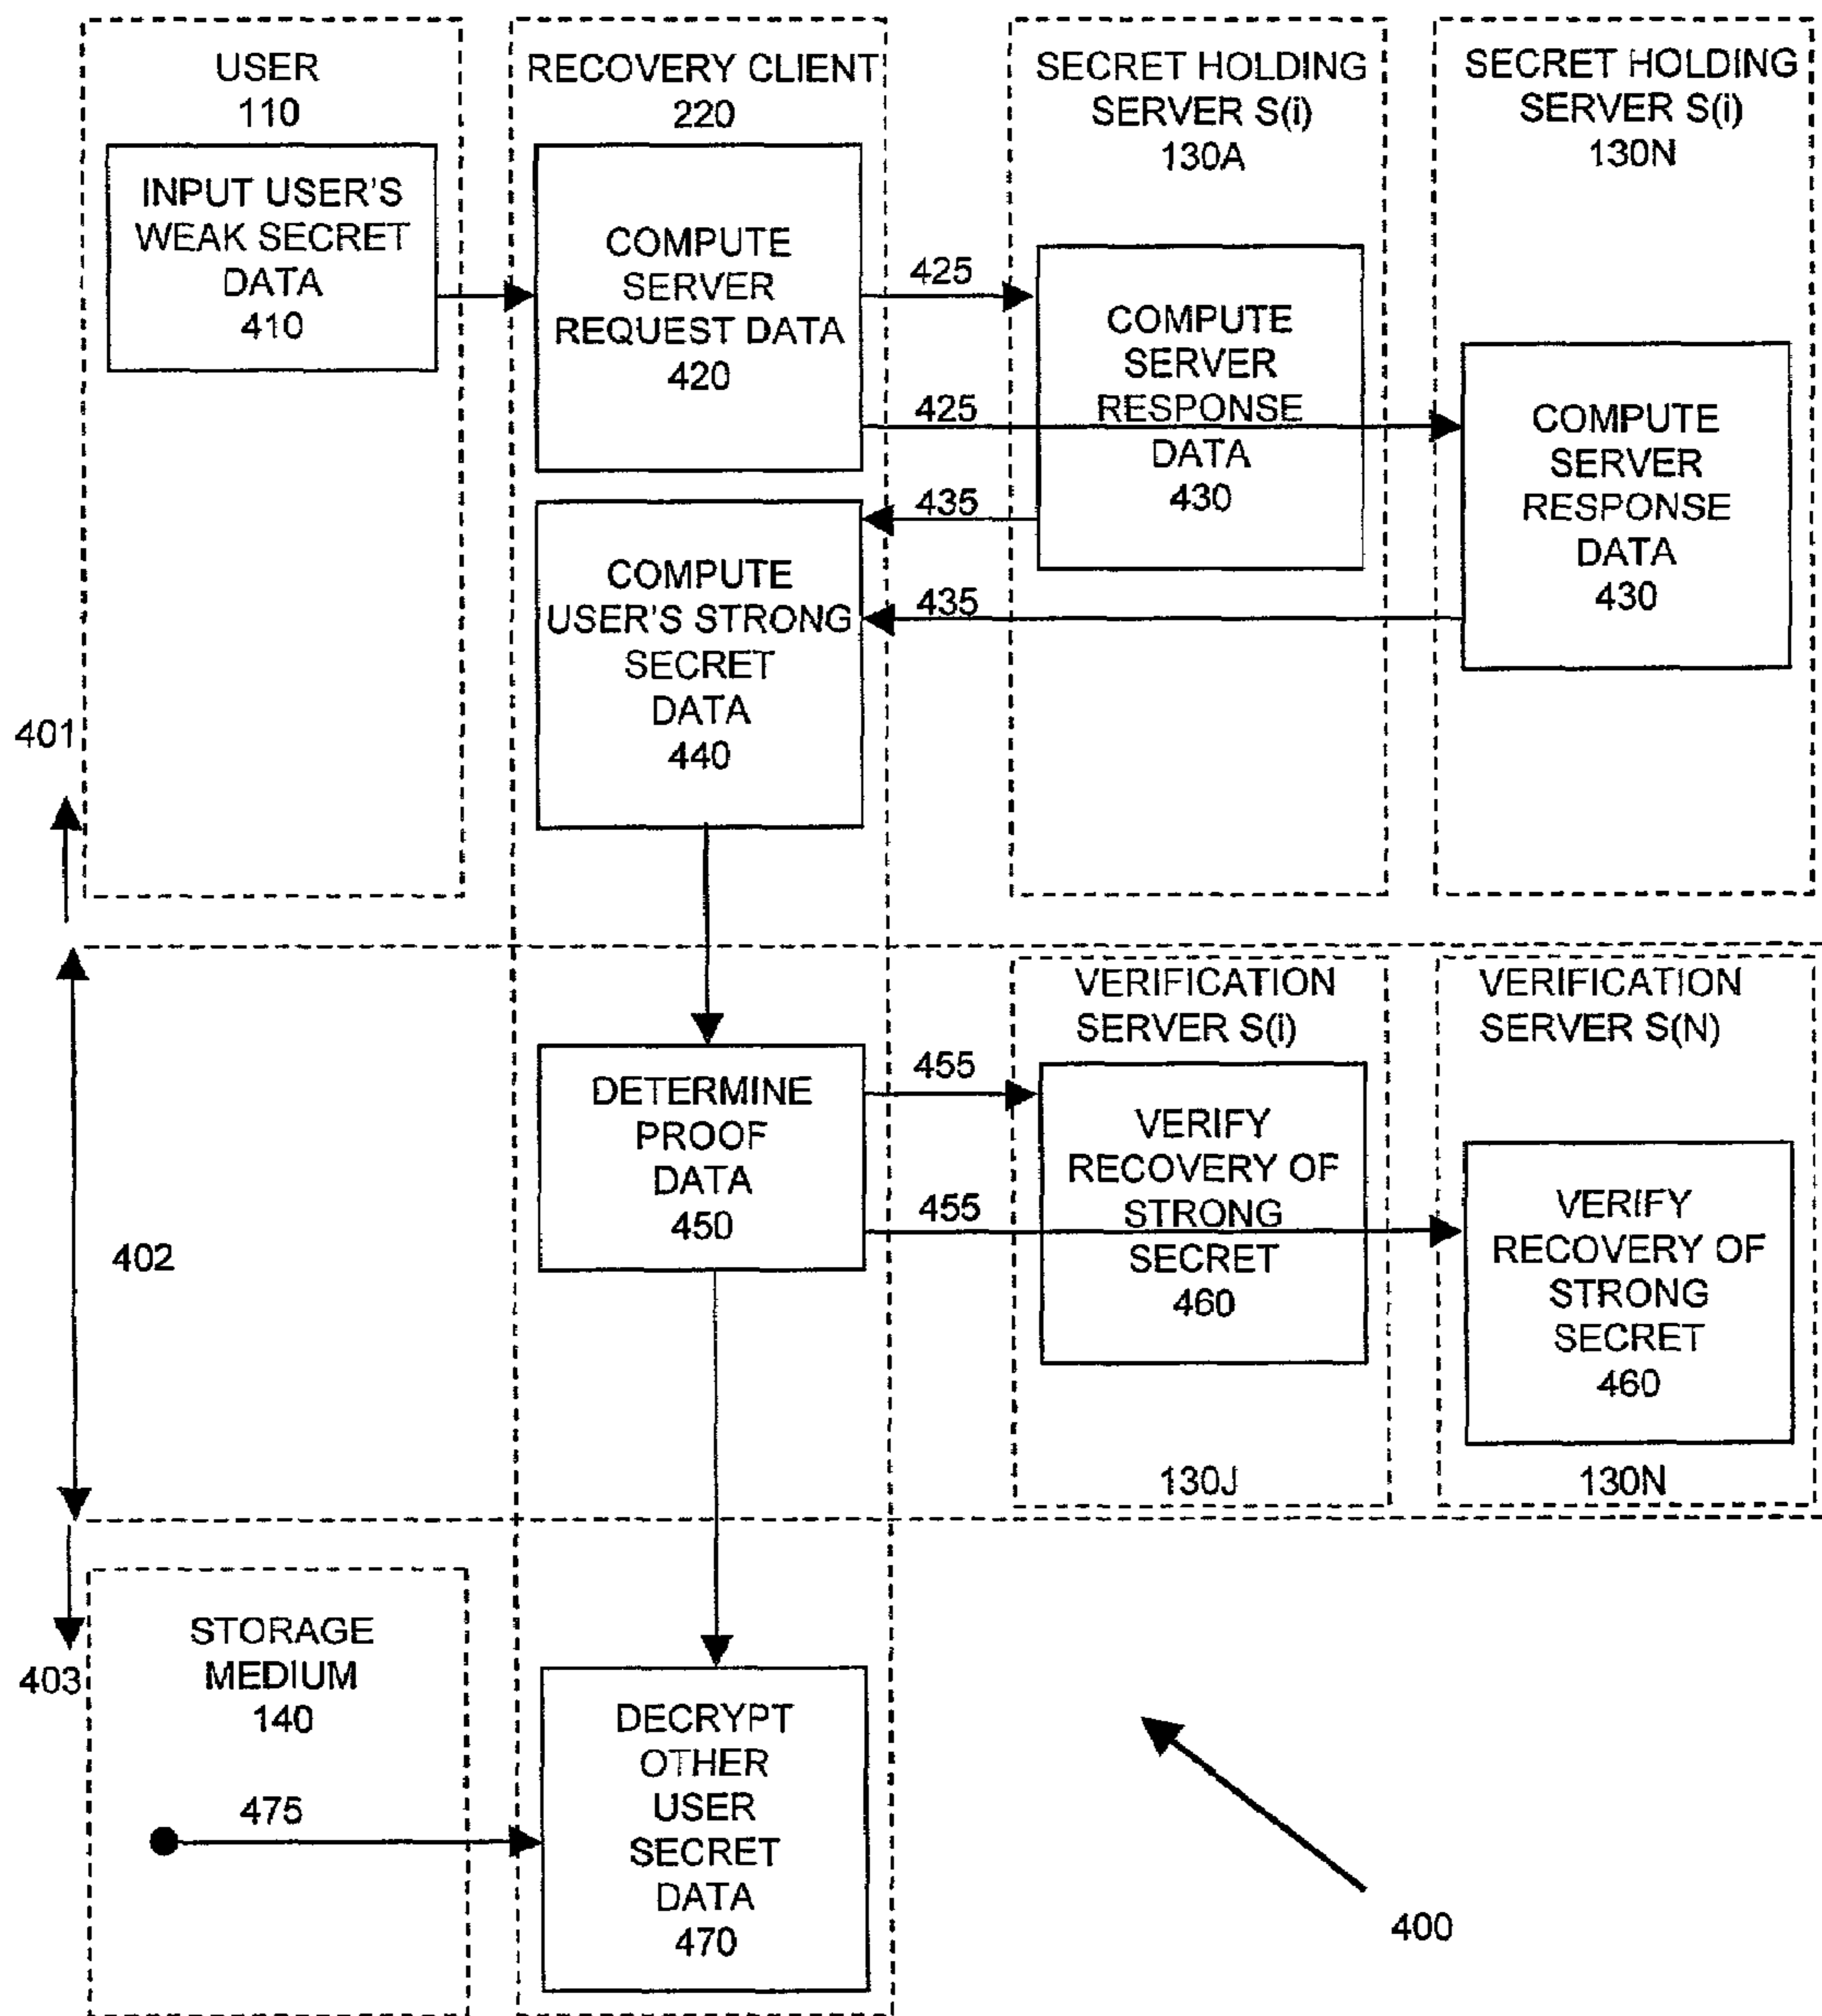 USER
110
INPUT USER'S
WEAK SECRET
DATA
410
RECOVERY CLIENT
220
COMPUTE
SERVER
REQUEST DATA
420
SECRET HOLDING
SERVER S(i)
130A
COMPUTE
SERVER
RESPONSE
DATA
430
SECRET HOLDING
SERVER S(i)
130N
COMPUTE
SERVER
RESPONSE
DATA
430
425
425
435
435
COMPUTE
USER'S STRONG
SECRET
DATA
440
401
402
DETERMINE
PROOF
DATA
450
455
455
VERIFICATION
SERVER S(i)
VERIFY
RECOVERY OF
STRONG
SECRET
460
130J
VERIFICATION
SERVER S(N)
VERIFY
RECOVERY OF
STRONG
SECRET
460
130N
403
STORAGE
MEDIUM
140
475
DECRYPT
OTHER
USER
SECRET
DATA
470
400